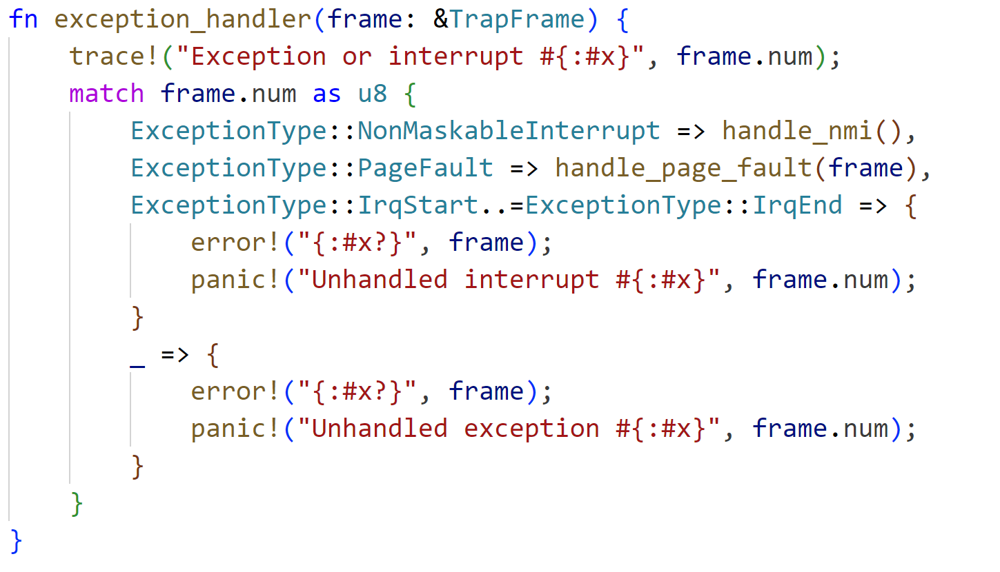 fn exception_handler(frame: &TrapFrame) {
    trace!("Exception or interrupt #{:#x}", frame.num);
    match frame.num as u8 {
        ExceptionType::NonMaskableInterrupt => handle_nmi(),
        ExceptionType::PageFault => handle_page_fault(frame),
        ExceptionType::IrqStart..=ExceptionType::IrqEnd => {
            error!("{:#x?}", frame);
            panic!("Unhandled interrupt #{:#x}", frame.num);
        }
        _ => {
            error!("{:#x?}", frame);
            panic!("Unhandled exception #{:#x}", frame.num);
        }
    }
}